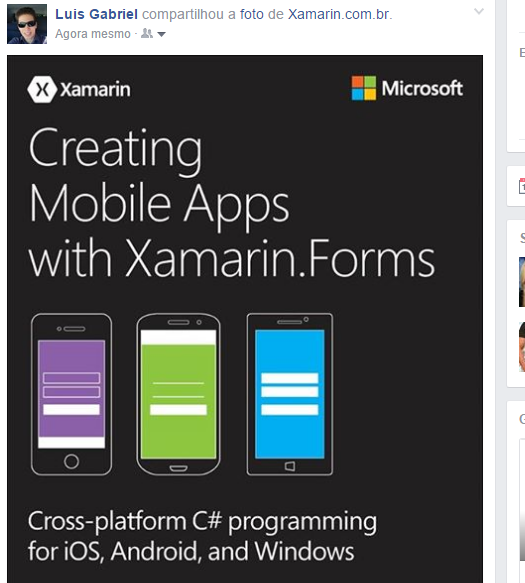 Luis Gabriel compartilhou a foto de Xamarin.com.br.
Agora mesmo ·
Xamarin
Microsoft
Creating
Mobile Apps
with Xamarin.Forms
Cross-platform C# programming
for iOS, Android, and Windows